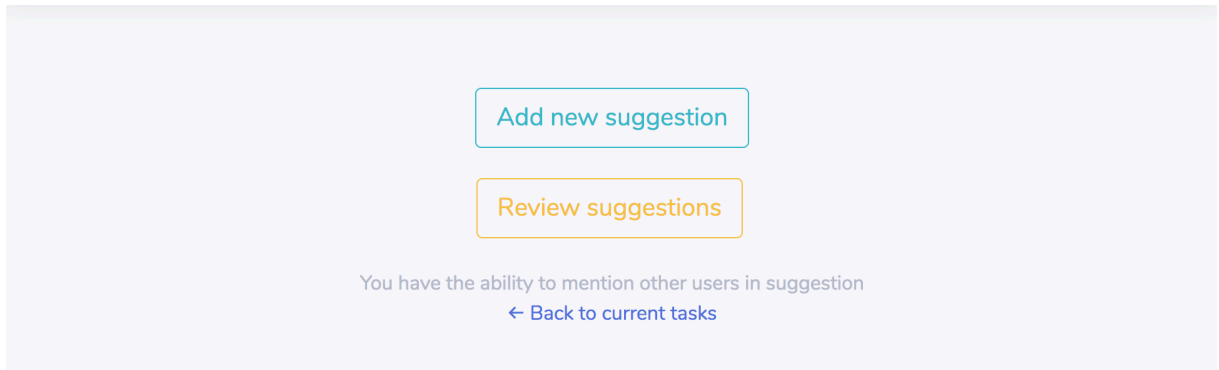 Add new suggestion
Review suggestions
You have the ability to mention other users in suggestion
← Back to current tasks